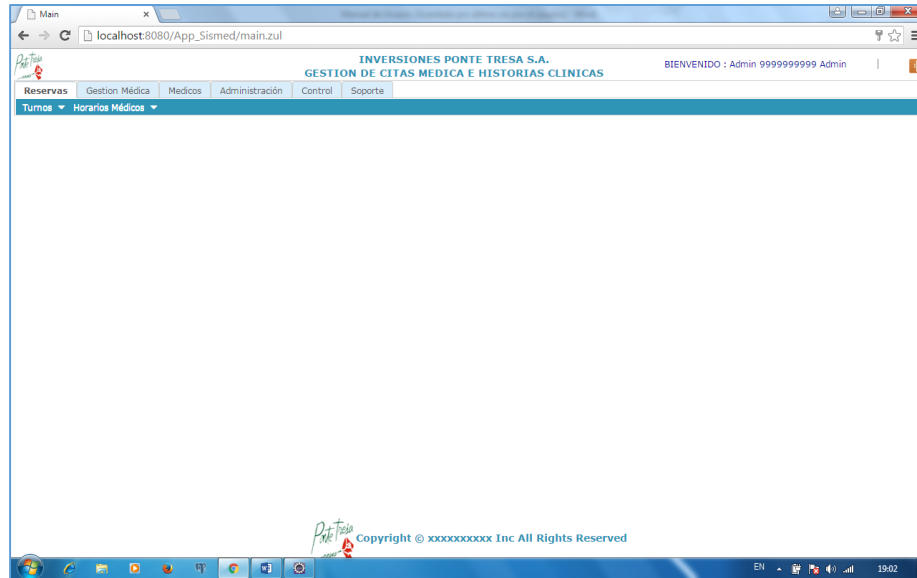 Main
localhost:8080/App_Sismed/main.zul
Ponte Tresa
INVERSIONES PONTE TRESA S.A.
GESTION DE CITAS MEDICA E HISTORIAS CLINICAS
BIENVENIDO : Admin 9999999999 Admin |
Reservas Gestion Médica Medicos Administración Control Soporte
Turnos Horarios Médicos
Ponte Tresa
Copyright © xxxxxxxxxx Inc All Rights Reserved
EN 19:02